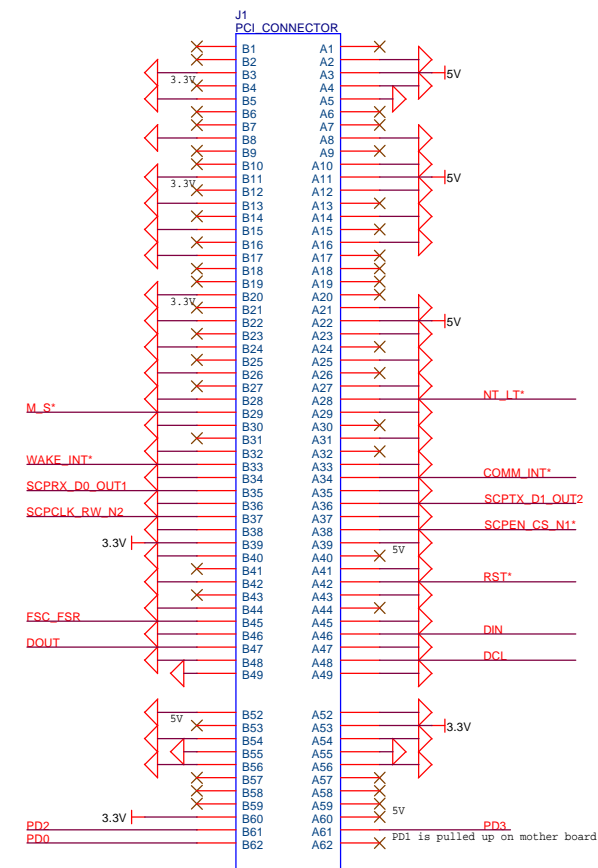 J1
PCI_CONNECTOR
B1 A1
B2 A2
B3 A3 5V
3.3V B4 A4
B5 A5
B6 A6
B7 A7
B8 A8
B9 A9
B10 A10
B11 A11 5V
3.3V B12 A12
B13 A13
B14 A14
B15 A15
B16 A16
B17 A17
B18 A18
B19 A19
B20 A20
3.3V B21 A21
B22 A22 5V
B23 A23
B24 A24
B25 A25
B26 A26
B27 A27
B28 A28 NT_LT*
M_S* B29 A29
B30 A30
B31 A31
B32 A32
WAKE_INT* B33 A33
B34 A34 COMM_INT*
SCPRX_D0_OUT1 B35 A35
B36 A36 SCPTX_D1_OUT2
SCPCLK_RW_N2 B37 A37
B38 A38 SCPEN_CS_N1*
3.3V B39 A39
B40 A40 5V
B41 A41
B42 A42 RST*
B43 A43
B44 A44
FSC_FSR B45 A45
B46 A46 DIN
DOUT B47 A47
B48 A48 DCL
B49 A49
B52 A52
5V B53 A53 3.3V
B54 A54
B55 A55
B56 A56
B57 A57
B58 A58
B59 A59
3.3V B60 A60 5V
PD2 B61 A61 PD3
PD0 B62 A62 PD1 is pulled up on mother board